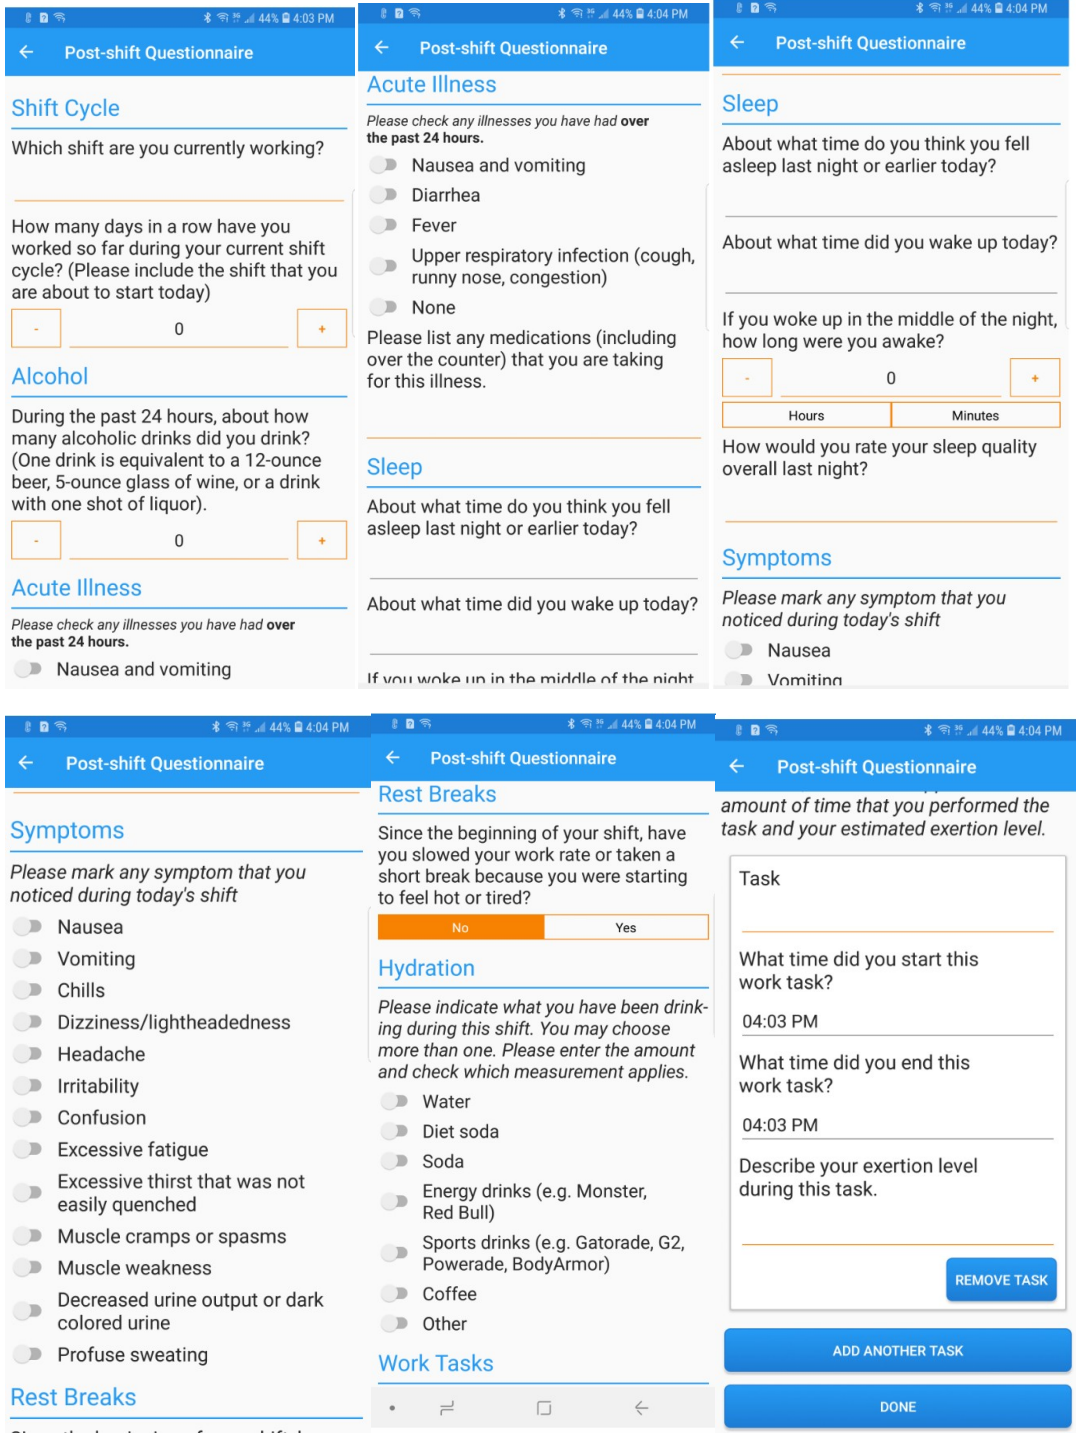 44% 4:03 PM
Post-shift Questionnaire
Shift Cycle
Which shift are you currently working?
How many days in a row have you
worked so far during your current shift
cycle? (Please include the shift that you
are about to start today)
- 0 +
Alcohol
During the past 24 hours, about how
many alcoholic drinks did you drink?
(One drink is equivalent to a 12-ounce
beer, 5-ounce glass of wine, or a drink
with one shot of liquor).
- 0 +
Acute Illness
Please check any illnesses you have had over
the past 24 hours.
Nausea and vomiting
44% 4:04 PM
Post-shift Questionnaire
Acute Illness
Please check any illnesses you have had over
the past 24 hours.
Nausea and vomiting
Diarrhea
Fever
Upper respiratory infection (cough,
runny nose, congestion)
None
Please list any medications (including
over the counter) that you are taking
for this illness.
Sleep
About what time do you think you fell
asleep last night or earlier today?
About what time did you wake up today?
If you woke up in the middle of the night
44% 4:04 PM
Post-shift Questionnaire
Sleep
About what time do you think you fell
asleep last night or earlier today?
About what time did you wake up today?
If you woke up in the middle of the night,
how long were you awake?
- 0 +
Hours Minutes
How would you rate your sleep quality
overall last night?
Symptoms
Please mark any symptom that you
noticed during today's shift
Nausea
Vomiting
44% 4:04 PM
Post-shift Questionnaire
Symptoms
Please mark any symptom that you
noticed during today's shift
Nausea
Vomiting
Chills
Dizziness/lightheadedness
Headache
Irritability
Confusion
Excessive fatigue
Excessive thirst that was not
easily quenched
Muscle cramps or spasms
Muscle weakness
Decreased urine output or dark
colored urine
Profuse sweating
Rest Breaks
44% 4:04 PM
Post-shift Questionnaire
Rest Breaks
Since the beginning of your shift, have
you slowed your work rate or taken a
short break because you were starting
to feel hot or tired?
No Yes
Hydration
Please indicate what you have been drink-
ing during this shift. You may choose
more than one. Please enter the amount
and check which measurement applies.
Water
Diet soda
Soda
Energy drinks (e.g. Monster,
Red Bull)
Sports drinks (e.g. Gatorade, G2,
Powerade, BodyArmor)
Coffee
Other
Work Tasks
44% 4:04 PM
Post-shift Questionnaire
amount of time that you performed the
task and your estimated exertion level.
Task
What time did you start this
work task?
04:03 PM
What time did you end this
work task?
04:03 PM
Describe your exertion level
during this task.
REMOVE TASK
ADD ANOTHER TASK
DONE